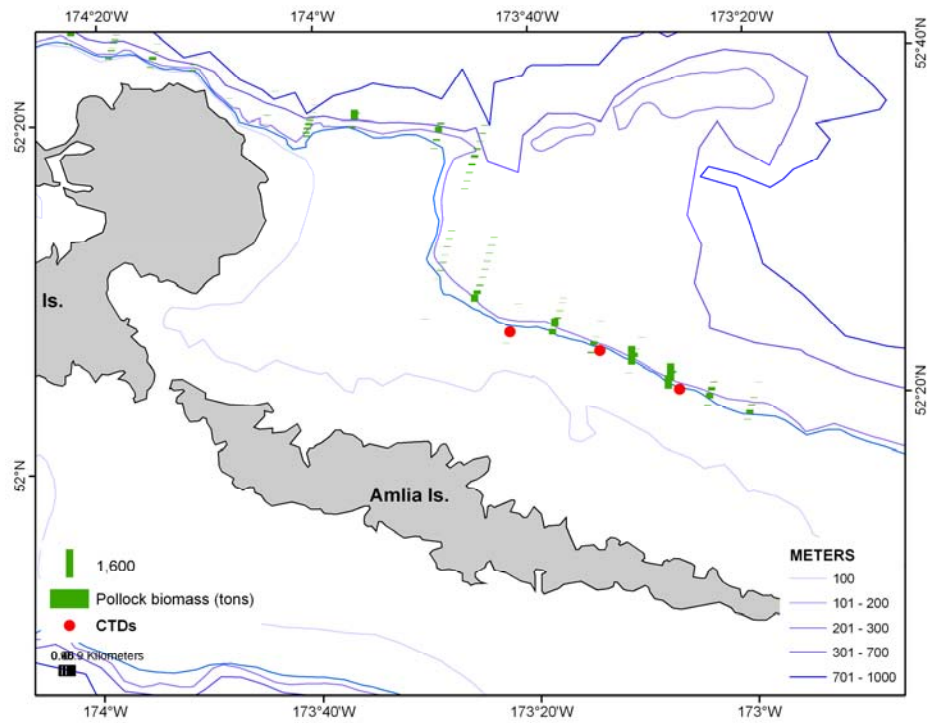 174°20'W 174°W 173°40'W 173°20'W
52°40'N
52°20'N
Is.
52°20'N
52°N
Amlia Is.
1,600
Pollock biomass (tons)
CTDs
Kilometers
METERS
100
101 - 200
201 - 300
301 - 700
701 - 1000
174°W 173°40'W 173°20'W 173°W